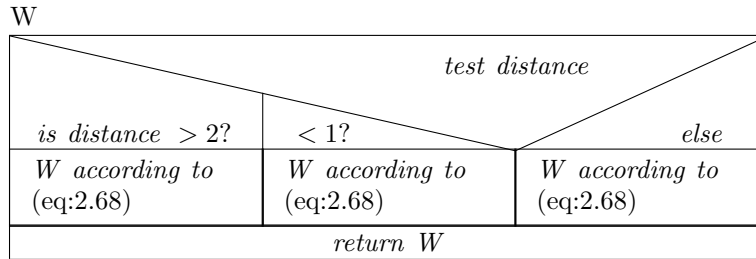 W
test distance
is distance > 2?
< 1?
else
W according to
(eq:2.68)
W according to
(eq:2.68)
W according to
(eq:2.68)
return W